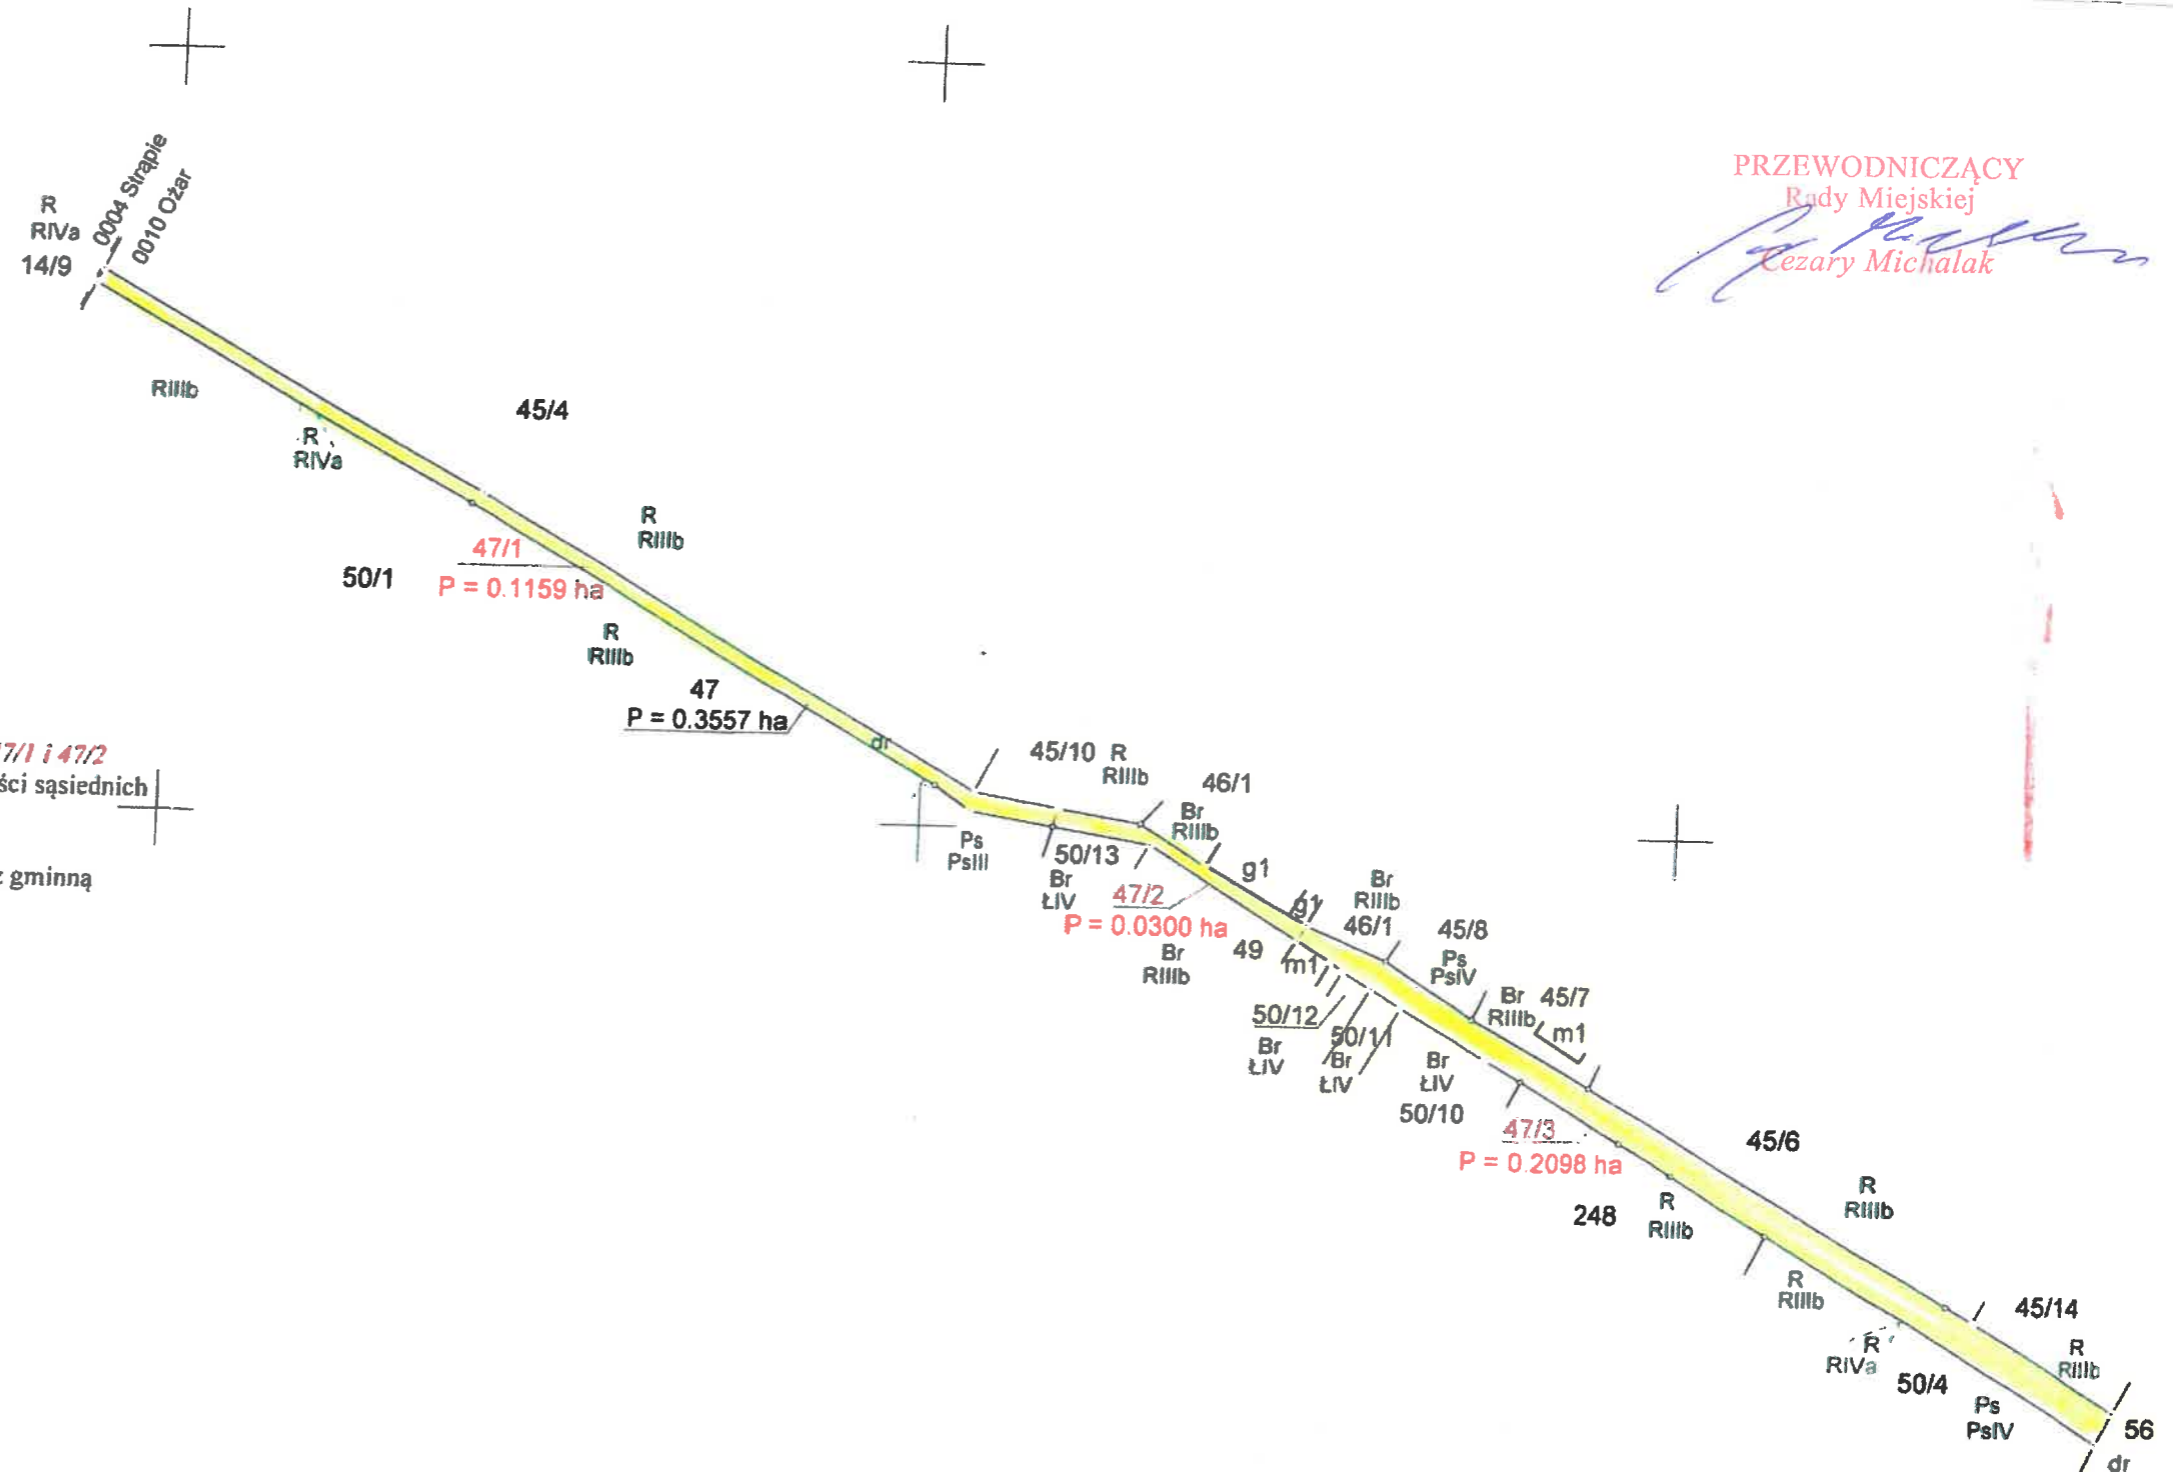 PRZEWODNICZĄCY
Rady Miejskiej
Cezary Michalak
0004 Strąpie
0010 Ożar
R
RIVa
14/9
RIIIb
R
RIVa
45/4
R
RIIIb
47/1
P = 0.1159 ha
50/1
R
RIIIb
47
P = 0.3557 ha
dr
7/1 i 47/2
ści sąsiednich
z gminną
45/10 R
RIIIb
46/1
Br
RIIIb
Ps
PsIII
50/13
Br
ŁIV
47/2
P = 0.0300 ha
Br
RIIIb
49
g1
g1
m1
Br
RIIIb
46/1
45/8
Ps
PsIV
Br
RIIIb
45/7
m1
50/12
Br
ŁIV
50/11
Br
ŁIV
Br
ŁIV
50/10
47/3
P = 0.2098 ha
45/6
R
RIIIb
248
R
RIIIb
R
RIIIb
R
RIVa
50/4
Ps
PsIV
45/14
R
RIIIb
56
dr